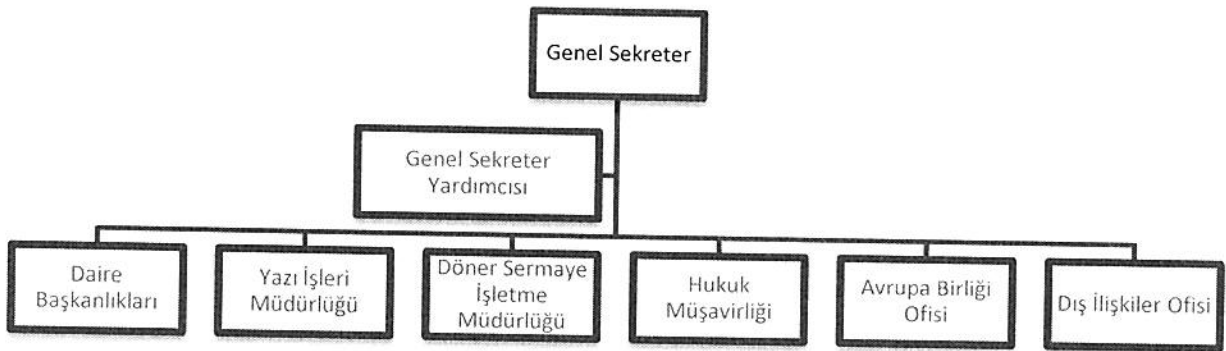 Genel Sekreter
Genel Sekreter
Yardımcısı
Daire
Başkanlıkları
Yazı İşleri
Müdürlüğü
Döner Sermaye
İşletme
Müdürlüğü
Hukuk
Müşavirliği
Avrupa Birliği
Ofisi
Dış İlişkiler Ofisi